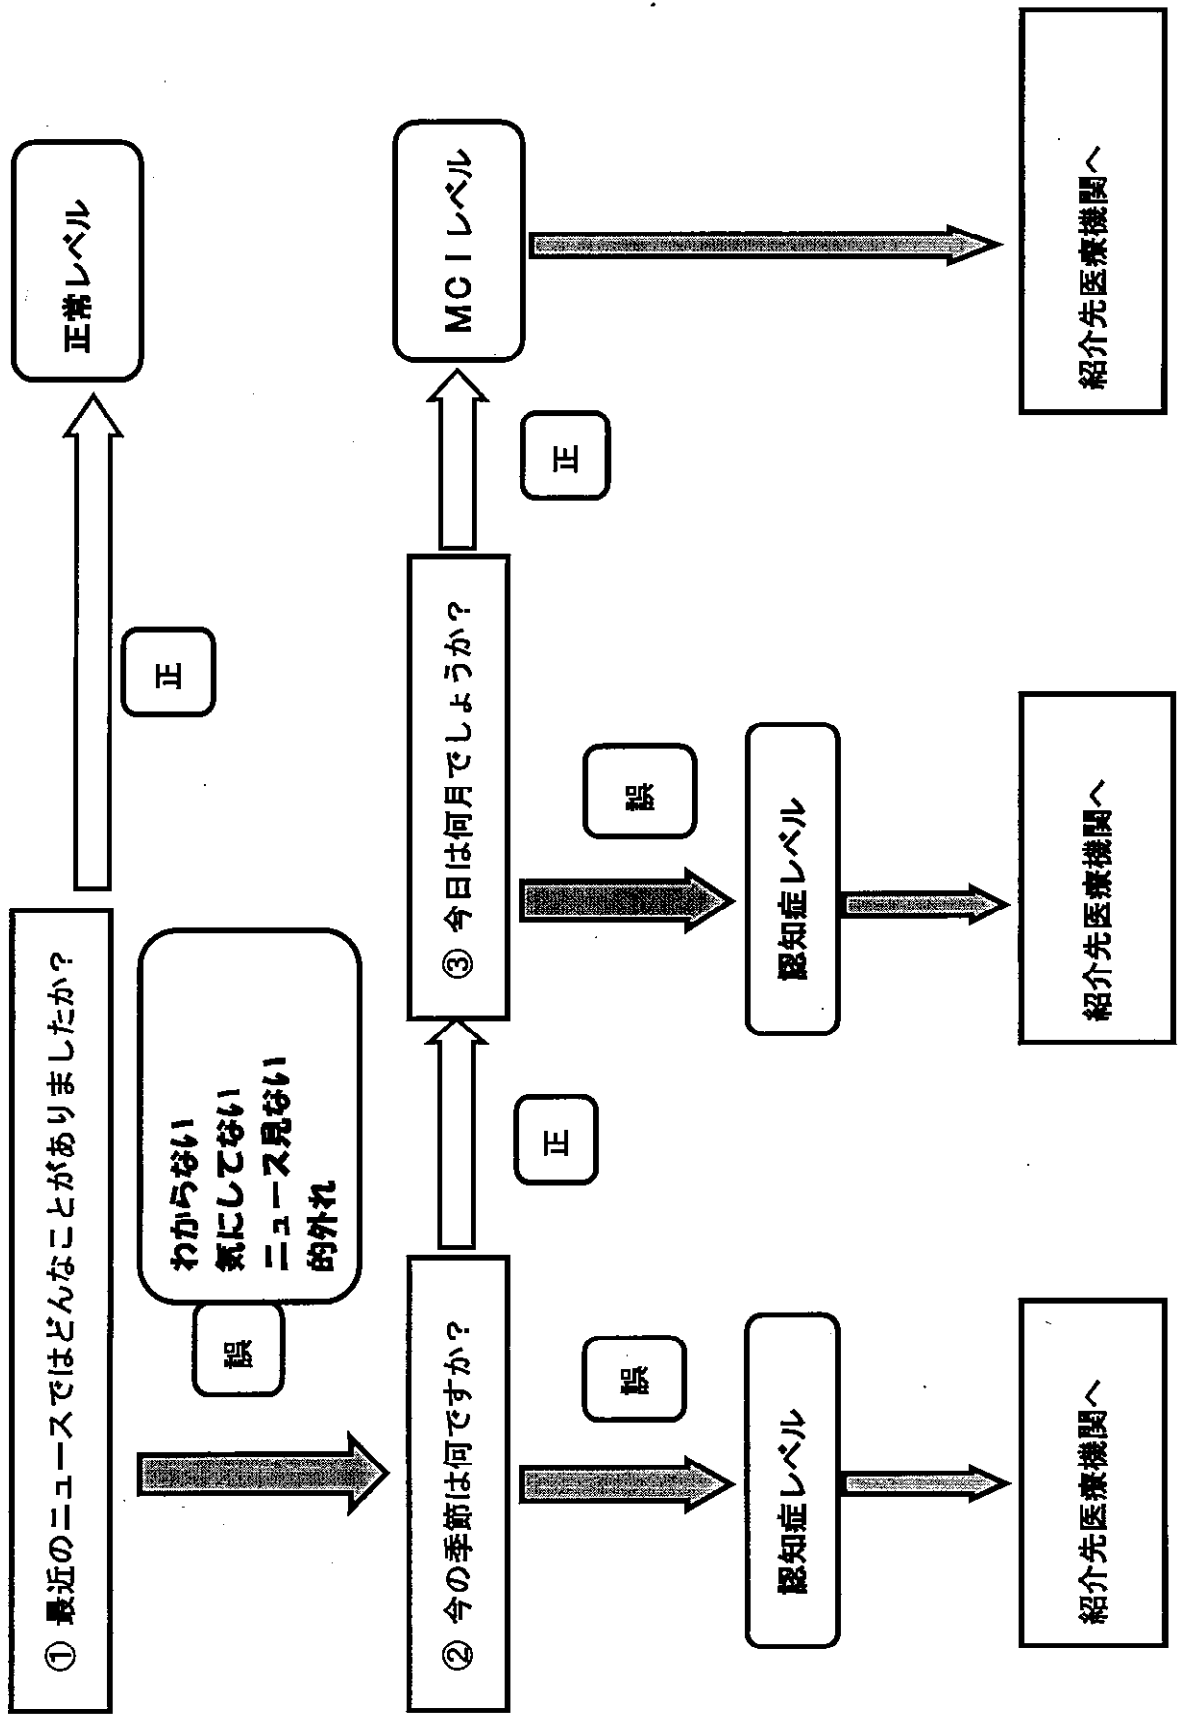 ① 最近のニュースではどんなことがありましたか？
正
正常レベル
誤
わからない
気にしてない
ニュース見ない
的外れ
② 今の季節は何ですか？
正
③ 今日は何月でしょうか？
正
ＭＣＩレベル
誤
誤
認知症レベル
認知症レベル
紹介先医療機関へ
紹介先医療機関へ
紹介先医療機関へ